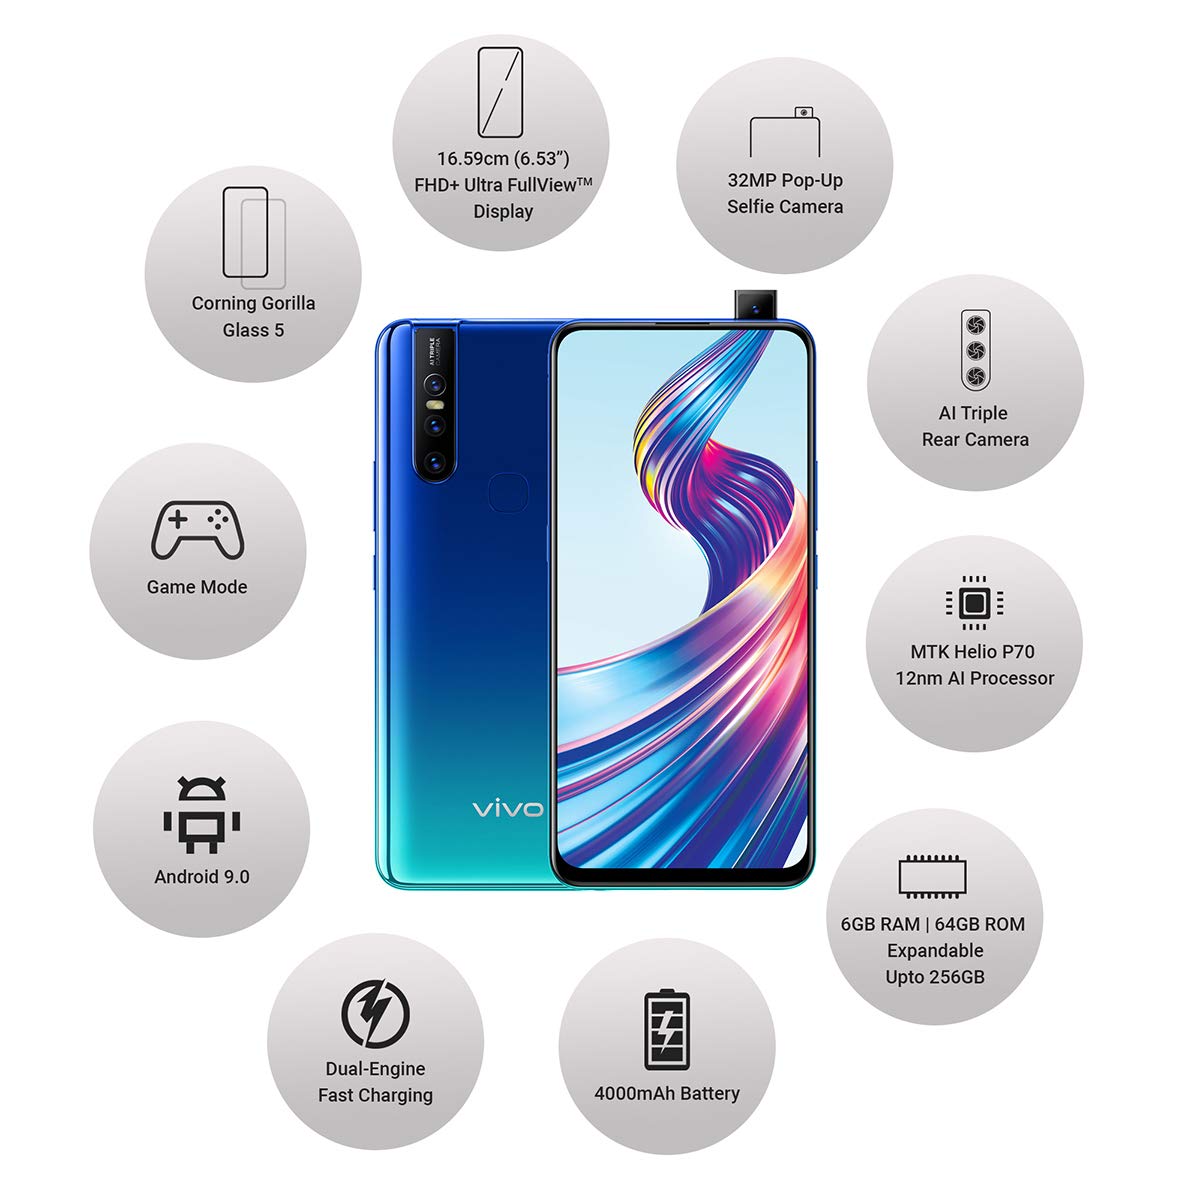 16.59cm (6.53”)
FHD+ Ultra FullView™
Display
32MP Pop-Up
Selfie Camera
Corning Gorilla
Glass 5
AI TRIPLE
CAMERA
AI Triple
Rear Camera
Game Mode
MTK Helio P70
12nm AI Processor
vivo
Android 9.0
6GB RAM | 64GB ROM
Expandable
Upto 256GB
Dual-Engine
Fast Charging
4000mAh Battery